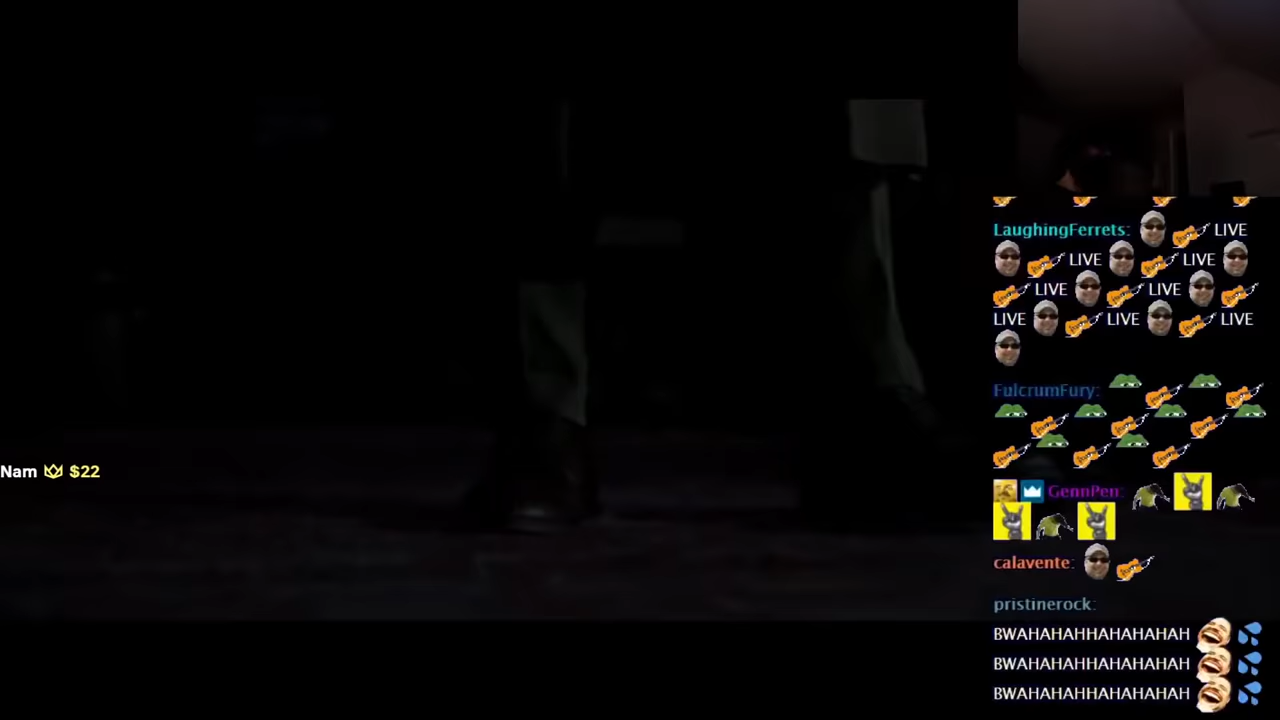 LaughingFerrets: LIVE
LIVE LIVE
LIVE LIVE
LIVE LIVE LIVE
FulcrumFury:
Nam $22
GennPen:
calavente:
pristinerock:
BWAHAHAHHAHAHAHAH
BWAHAHAHHAHAHAHAH
BWAHAHAHHAHAHAHAH